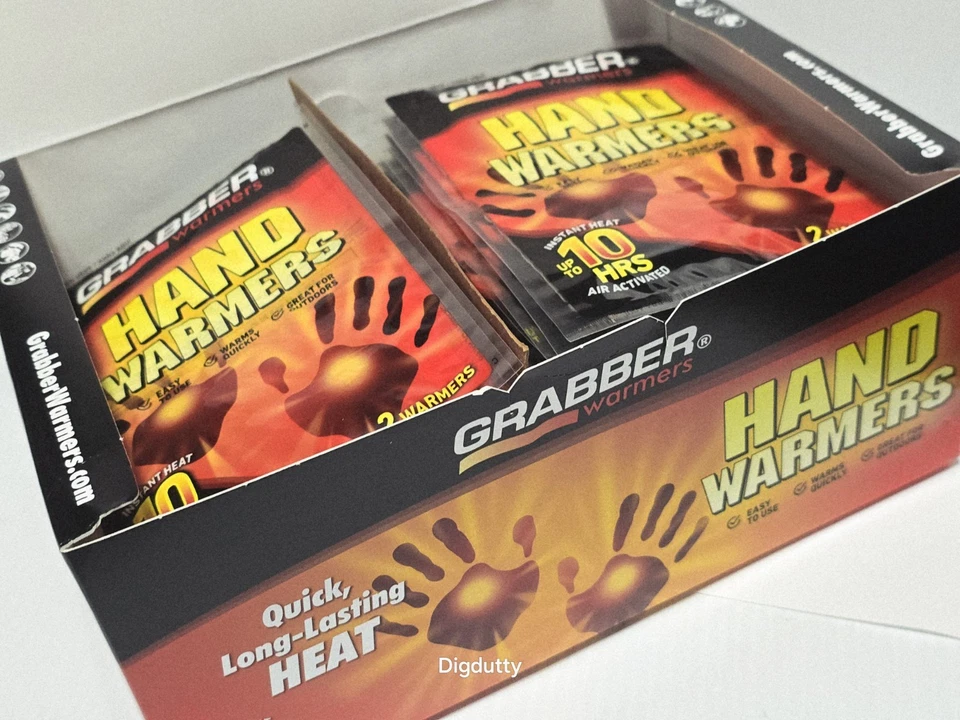 GRABBER®
warmers
HAND
WARMERS
EASY
TO USE
WARMS
QUICKLY
GREAT FOR
OUTDOORS
2 WARMERS
INSTANT HEAT
10
GRABBER®
warmers
HAND
WARMERS
INSTANT HEAT
UP
TO
10
HRS
AIR ACTIVATED
2
GrabberWarmers.com
GrabberWarmers.com
GRABBER®
warmers
HAND
WARMERS
EASY
TO USE
WARMS
QUICKLY
GREAT FOR
OUTDOORS
Quick,
Long-Lasting
HEAT
Digdutty